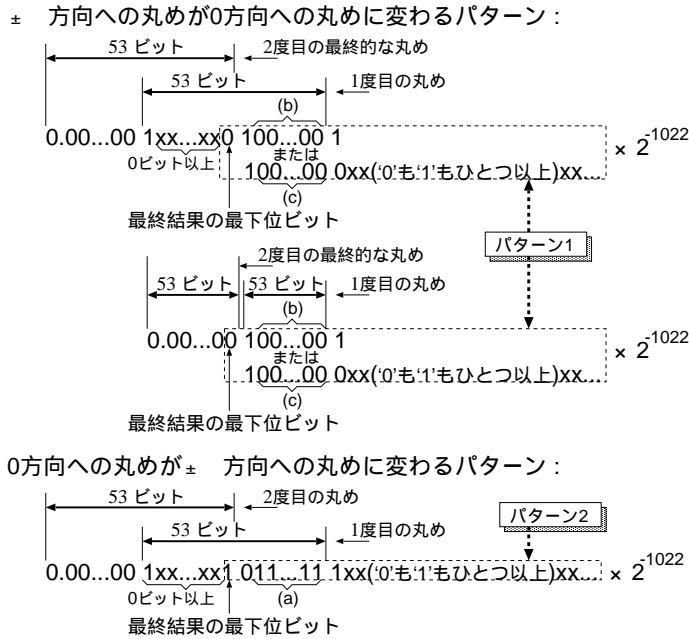 ± 方向への丸めが0方向への丸めに変わるパターン:
53 ビット 2度目の最終的な丸め
53 ビット 1度目の丸め
(b)
0.00...00 1xx...xx0 100...00 1
0ビット以上 または × 2-1022
100...00 0xx('0'も'1'もひとつ以上)xx...
(c)
最終結果の最下位ビット
パターン1
2度目の最終的な丸め
53 ビット 53 ビット 1度目の丸め
(b)
0.00...00 100...00 1
または × 2-1022
100...00 0xx('0'も'1'もひとつ以上)xx...
(c)
最終結果の最下位ビット
0方向への丸めが± 方向への丸めに変わるパターン:
53 ビット 2度目の丸め
パターン2
53 ビット 1度目の丸め
0.00...00 1xx...xx1 011...11 1xx('0'も'1'もひとつ以上)xx... × 2-1022
0ビット以上 (a)
最終結果の最下位ビット